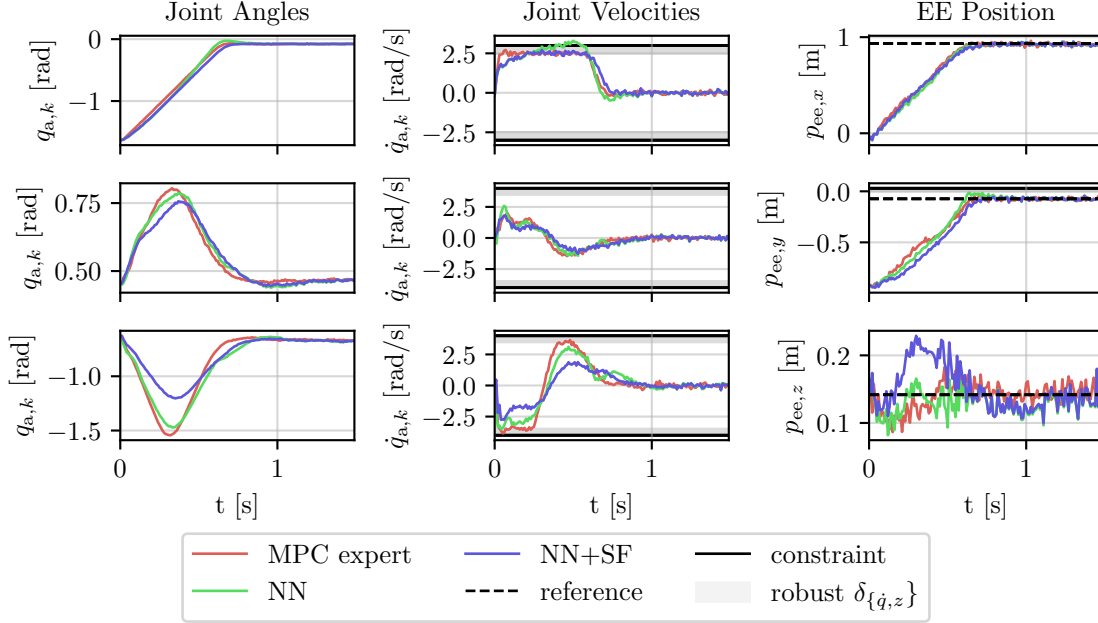 Joint Angles Joint Velocities EE Position
q_{a,k} [rad] 0 −1
q̇_{a,k} [rad/s] 2.5 0.0 −2.5
p_{ee,x} [m] 1 0
q_{a,k} [rad] 0.75 0.50
q̇_{a,k} [rad/s] 2.5 0.0 −2.5
p_{ee,y} [m] 0.0 −0.5
q_{a,k} [rad] −1.0 −1.5
q̇_{a,k} [rad/s] 2.5 0.0 −2.5
p_{ee,z} [m] 0.2 0.1
0 1 0 1 0 1
t [s] t [s] t [s]
MPC expert NN+SF constraint
NN reference robust δ_{\{q̇,z\}}